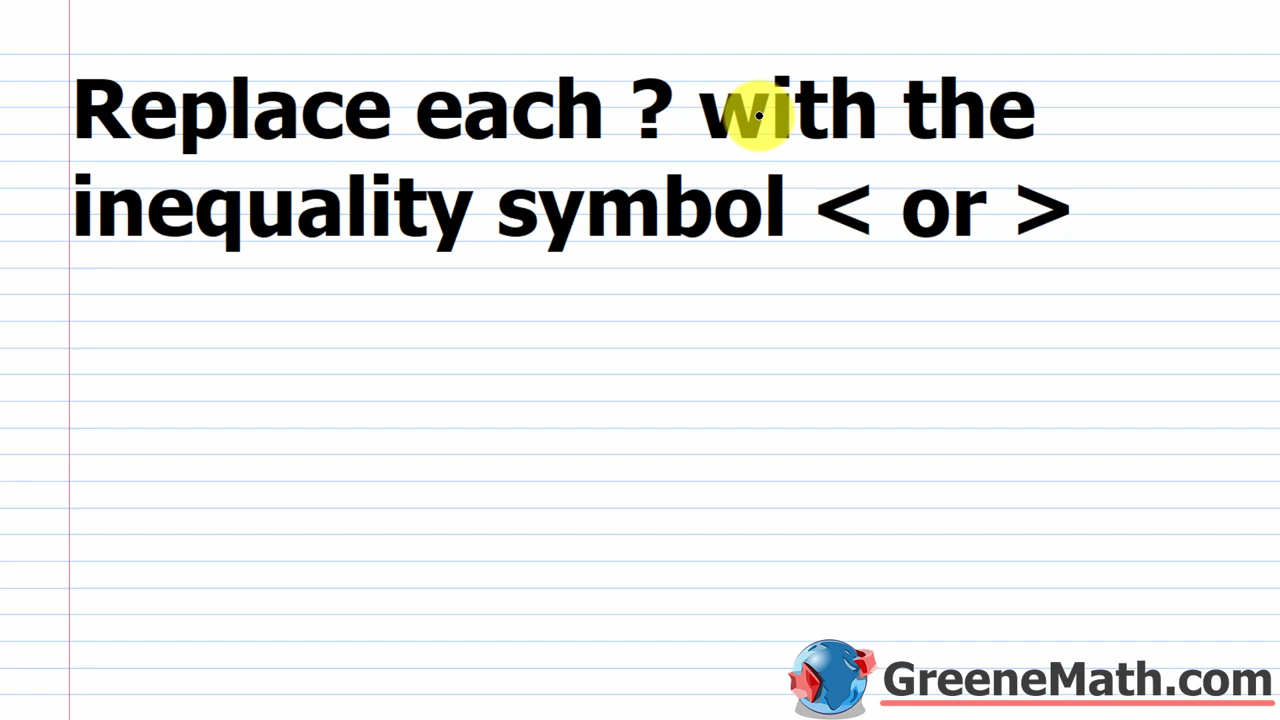 Replace each ? with the
inequality symbol < or >
GreeneMath.com